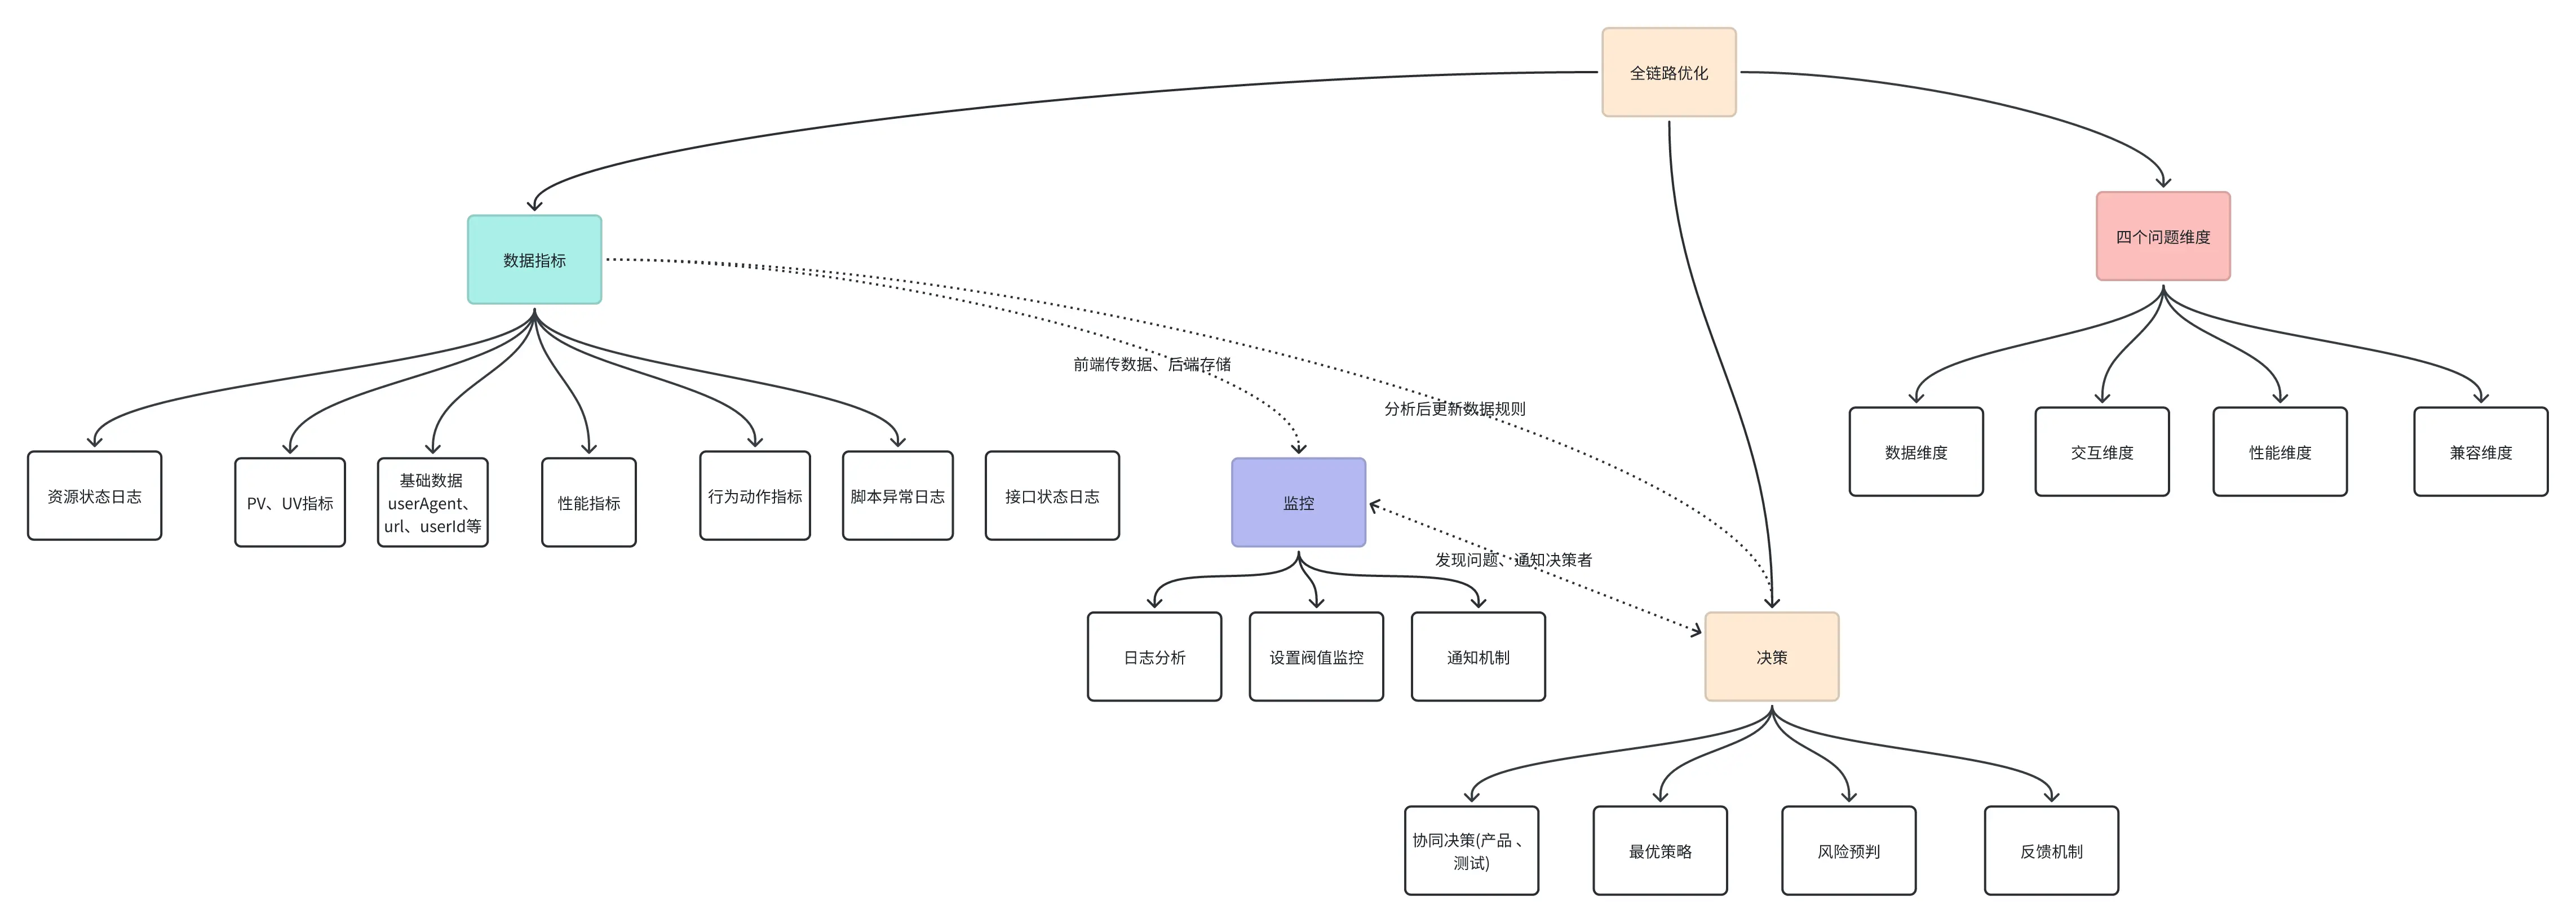 全链路优化
数据指标
四个问题维度
前端传数据、后端存储
分析后更新数据规则
资源状态日志
PV、UV指标
基础数据
userAgent、
url、userId等
性能指标
行为动作指标
脚本异常日志
接口状态日志
监控
数据维度
交互维度
性能维度
兼容维度
发现问题、通知决策者
日志分析
设置阀值监控
通知机制
决策
协同决策(产品 、
测试)
最优策略
风险预判
反馈机制